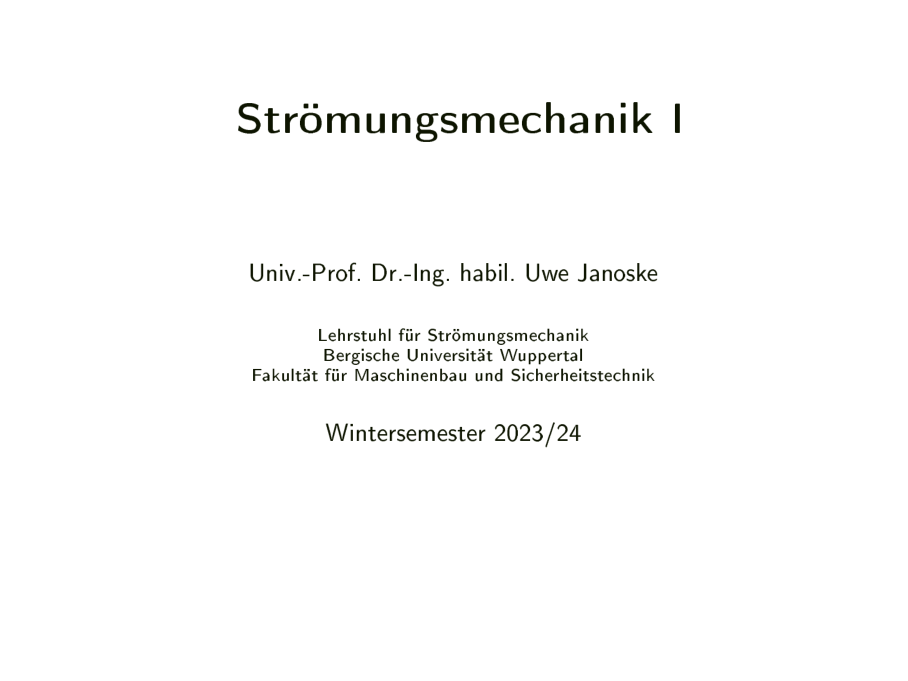 Strömungsmechanik I
Univ.-Prof. Dr.-Ing. habil. Uwe Janoske
Lehrstuhl für Strömungsmechanik
Bergische Universität Wuppertal
Fakultät für Maschinenbau und Sicherheitstechnik
Wintersemester 2023/24